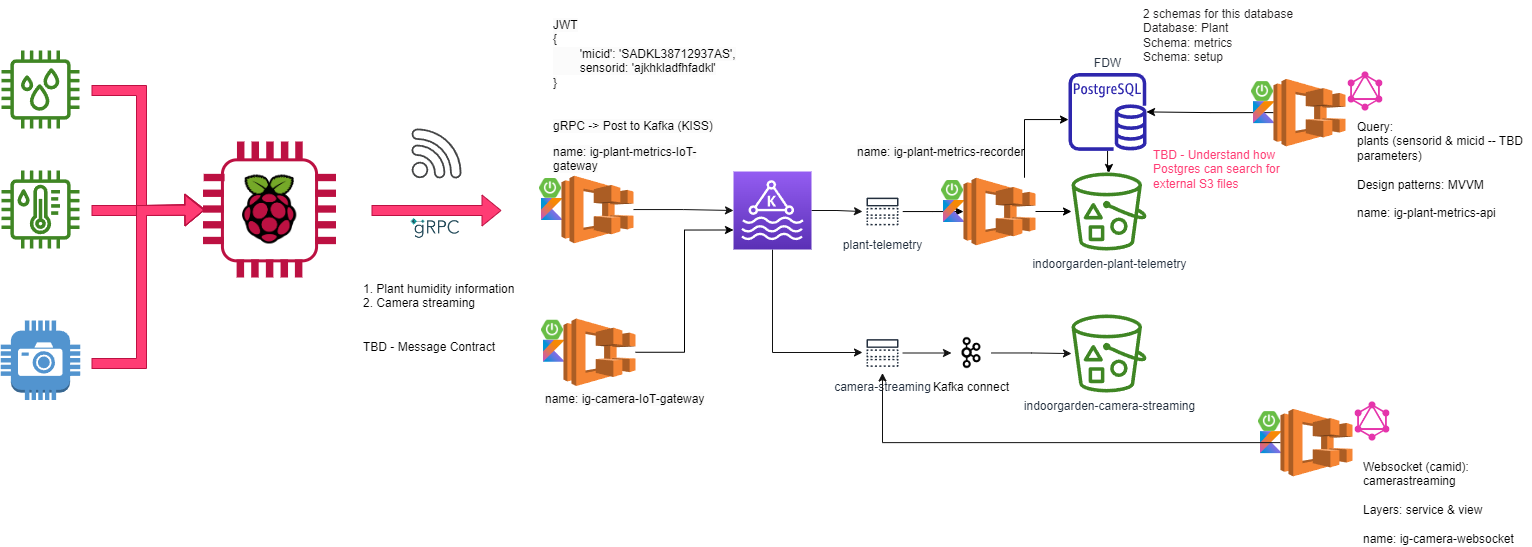 JWT
{
'micid': 'SADKL38712937AS',
sensorid: 'ajkhkladfhfadkl'
}
gRPC -> Post to Kafka (KISS)
name: ig-plant-metrics-IoT-
gateway
gRPC
1. Plant humidity information
2. Camera streaming
TBD - Message Contract
name: ig-camera-IoT-gateway
K
plant-telemetry
name: ig-plant-metrics-recorder
2 schemas for this database
Database: Plant
Schema: metrics
Schema: setup
FDW
PostgreSQL
TBD - Understand how
Postgres can search for
external S3 files
indoorgarden-plant-telemetry
Query:
plants (sensorid & micid -- TBD
parameters)
Design patterns: MVVM
name: ig-plant-metrics-api
camera-streaming
Kafka connect
indoorgarden-camera-streaming
Websocket (camid):
camerastreaming
Layers: service & view
name: ig-camera-websocket